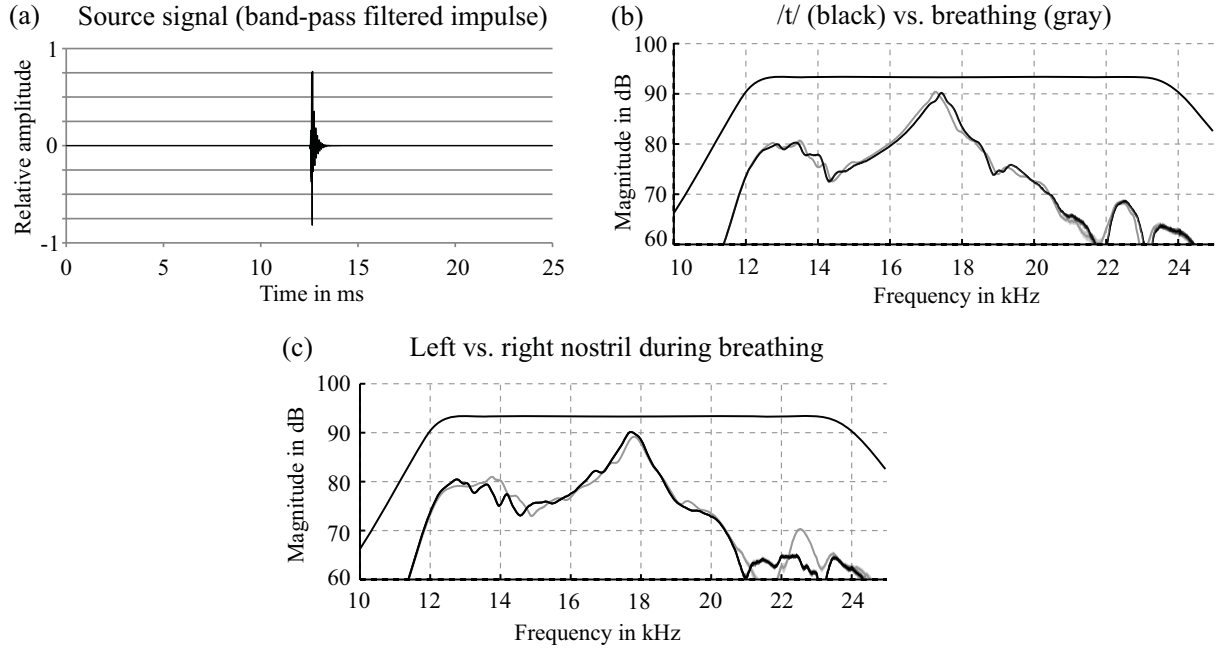 (a) Source signal (band-pass filtered impulse)
Relative amplitude
1
0
-1
0 5 10 15 20 25
Time in ms
(b) /t/ (black) vs. breathing (gray)
Magnitude in dB
100
90
80
70
60
10 12 14 16 18 20 22 24
Frequency in kHz
(c) Left vs. right nostril during breathing
Magnitude in dB
100
90
80
70
60
10 12 14 16 18 20 22 24
Frequency in kHz